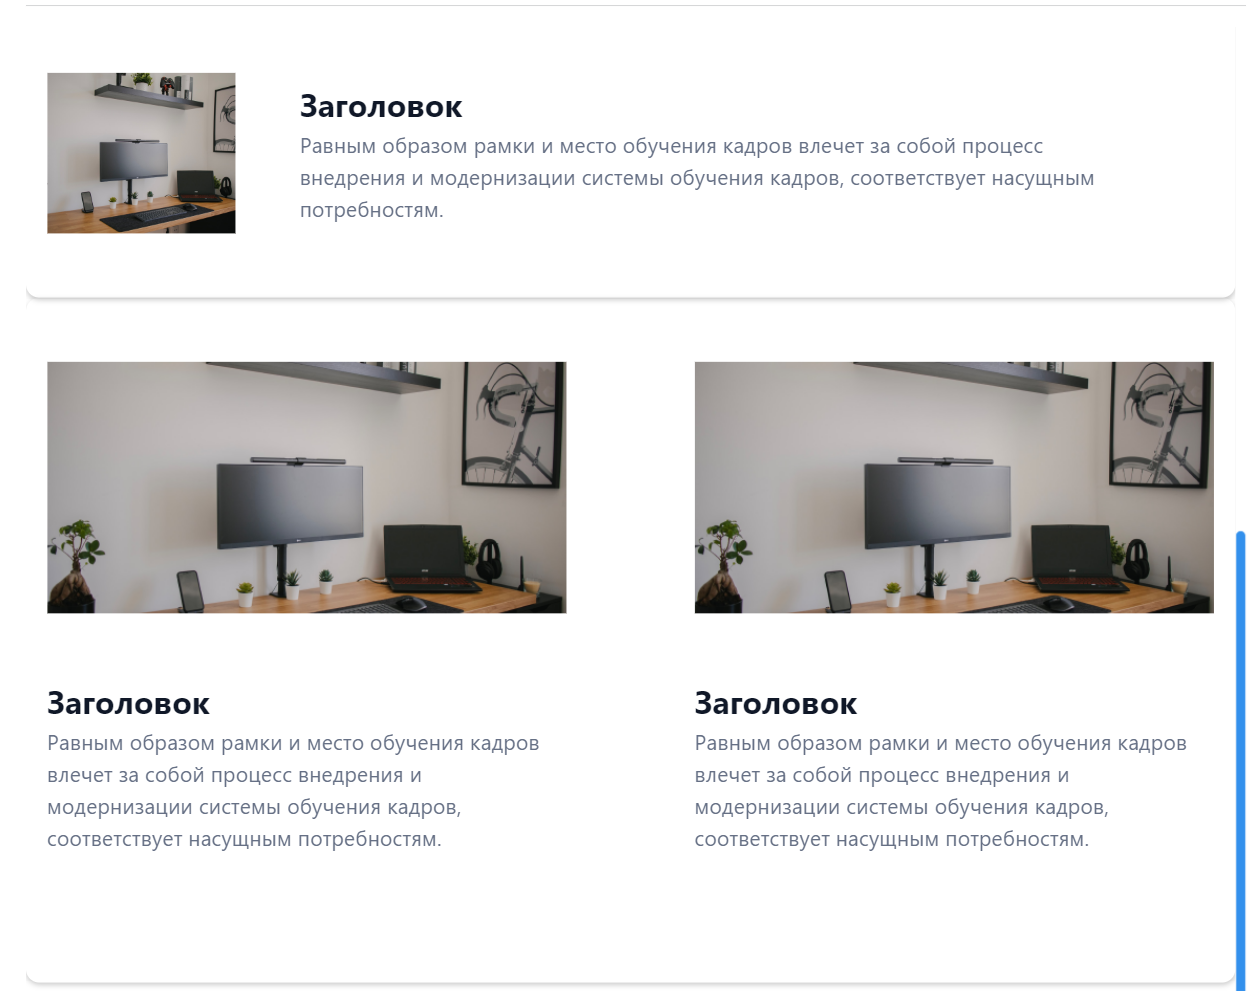 Заголовок
Равным образом рамки и место обучения кадров влечет за собой процесс
внедрения и модернизации системы обучения кадров, соответствует насущным
потребностям.
Заголовок
Равным образом рамки и место обучения кадров
влечет за собой процесс внедрения и
модернизации системы обучения кадров,
соответствует насущным потребностям.
Заголовок
Равным образом рамки и место обучения кадров
влечет за собой процесс внедрения и
модернизации системы обучения кадров,
соответствует насущным потребностям.